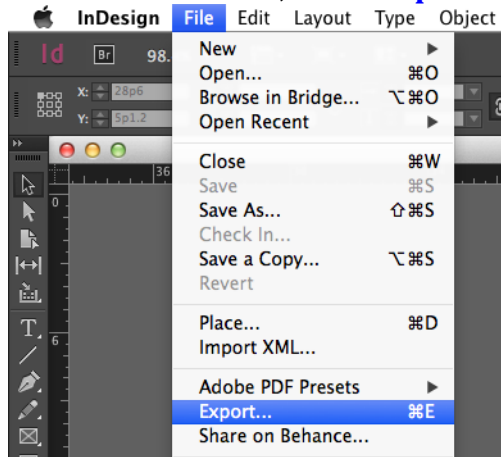 InDesign File Edit Layout Type Object
Id Br 98.
X: 28p6
Y: 5p1.2
New ▶
Open... ⌘O
Browse in Bridge... ⌥⌘O
Open Recent ▶
Close ⌘W
Save ⌘S
Save As... ⇧⌘S
Check In...
Save a Copy... ⌥⌘S
Revert
Place... ⌘D
Import XML...
Adobe PDF Presets ▶
Export... ⌘E
Share on Behance...
36
0
6
T